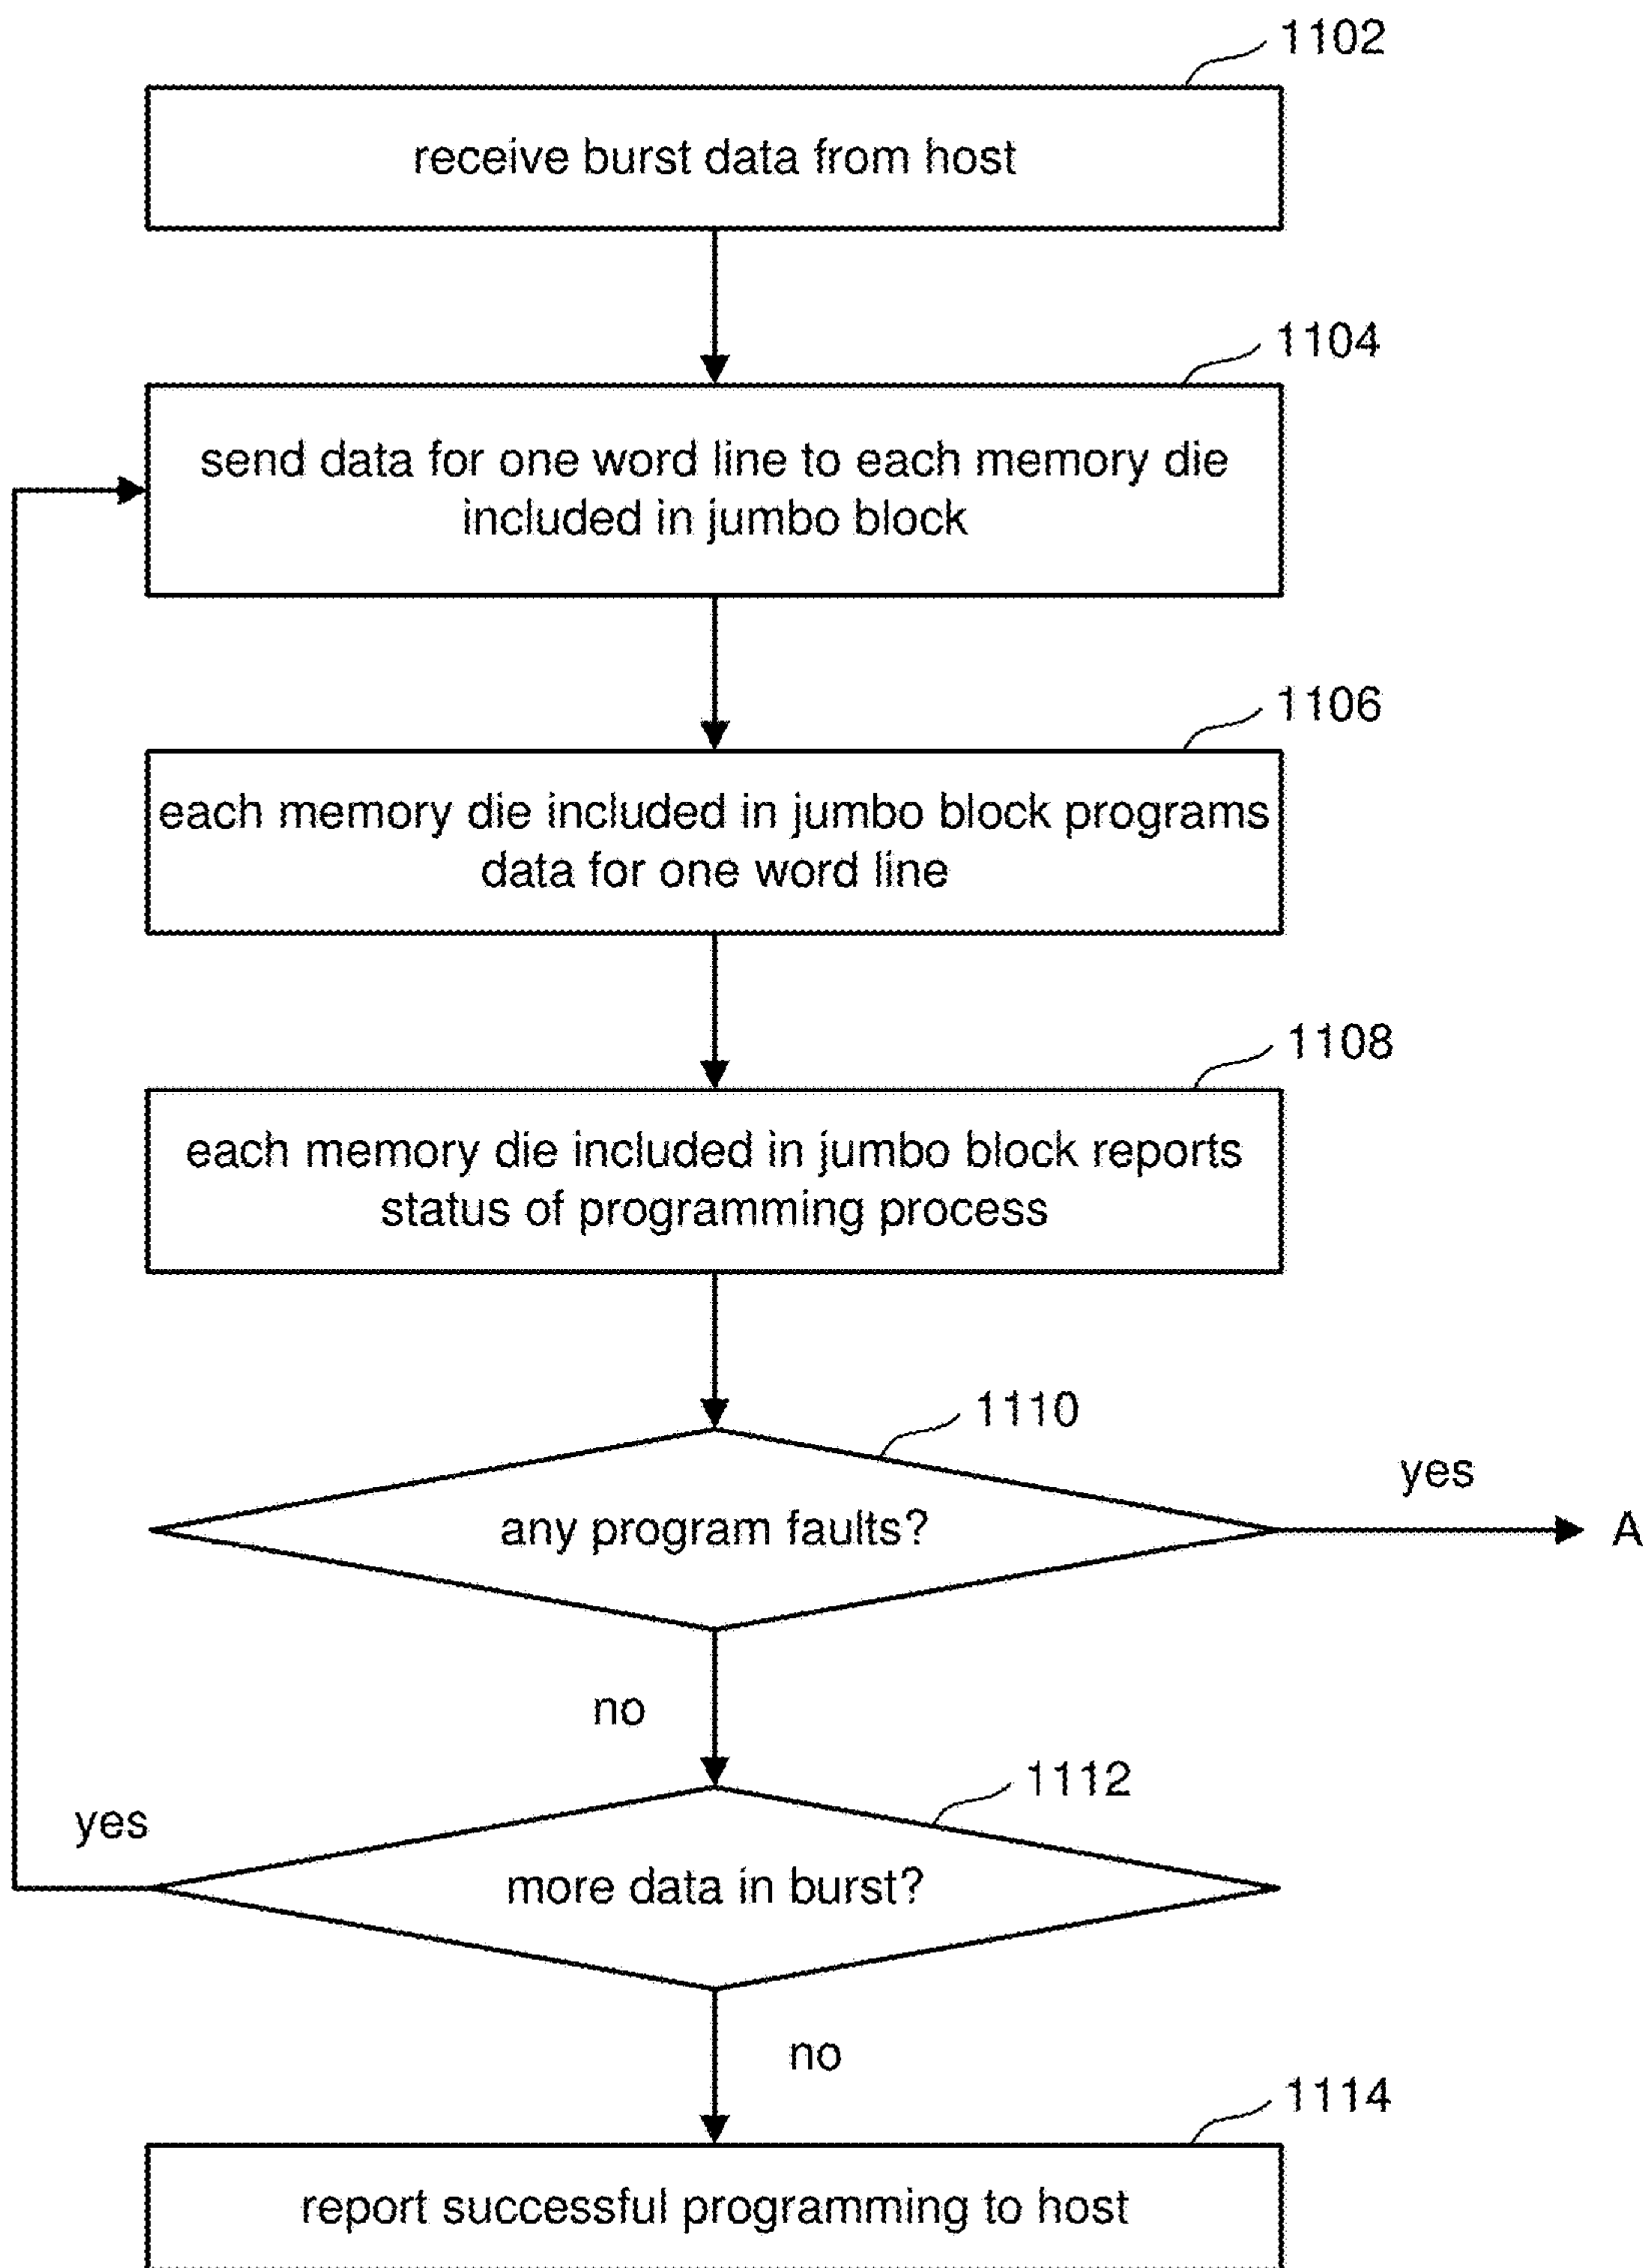 1102
receive burst data from host
1104
send data for one word line to each memory die
included in jumbo block
1106
each memory die included in jumbo block programs
data for one word line
1108
each memory die included in jumbo block reports
status of programming process
1110
yes
any program faults?
A
no
1112
yes
more data in burst?
no
1114
report successful programming to host